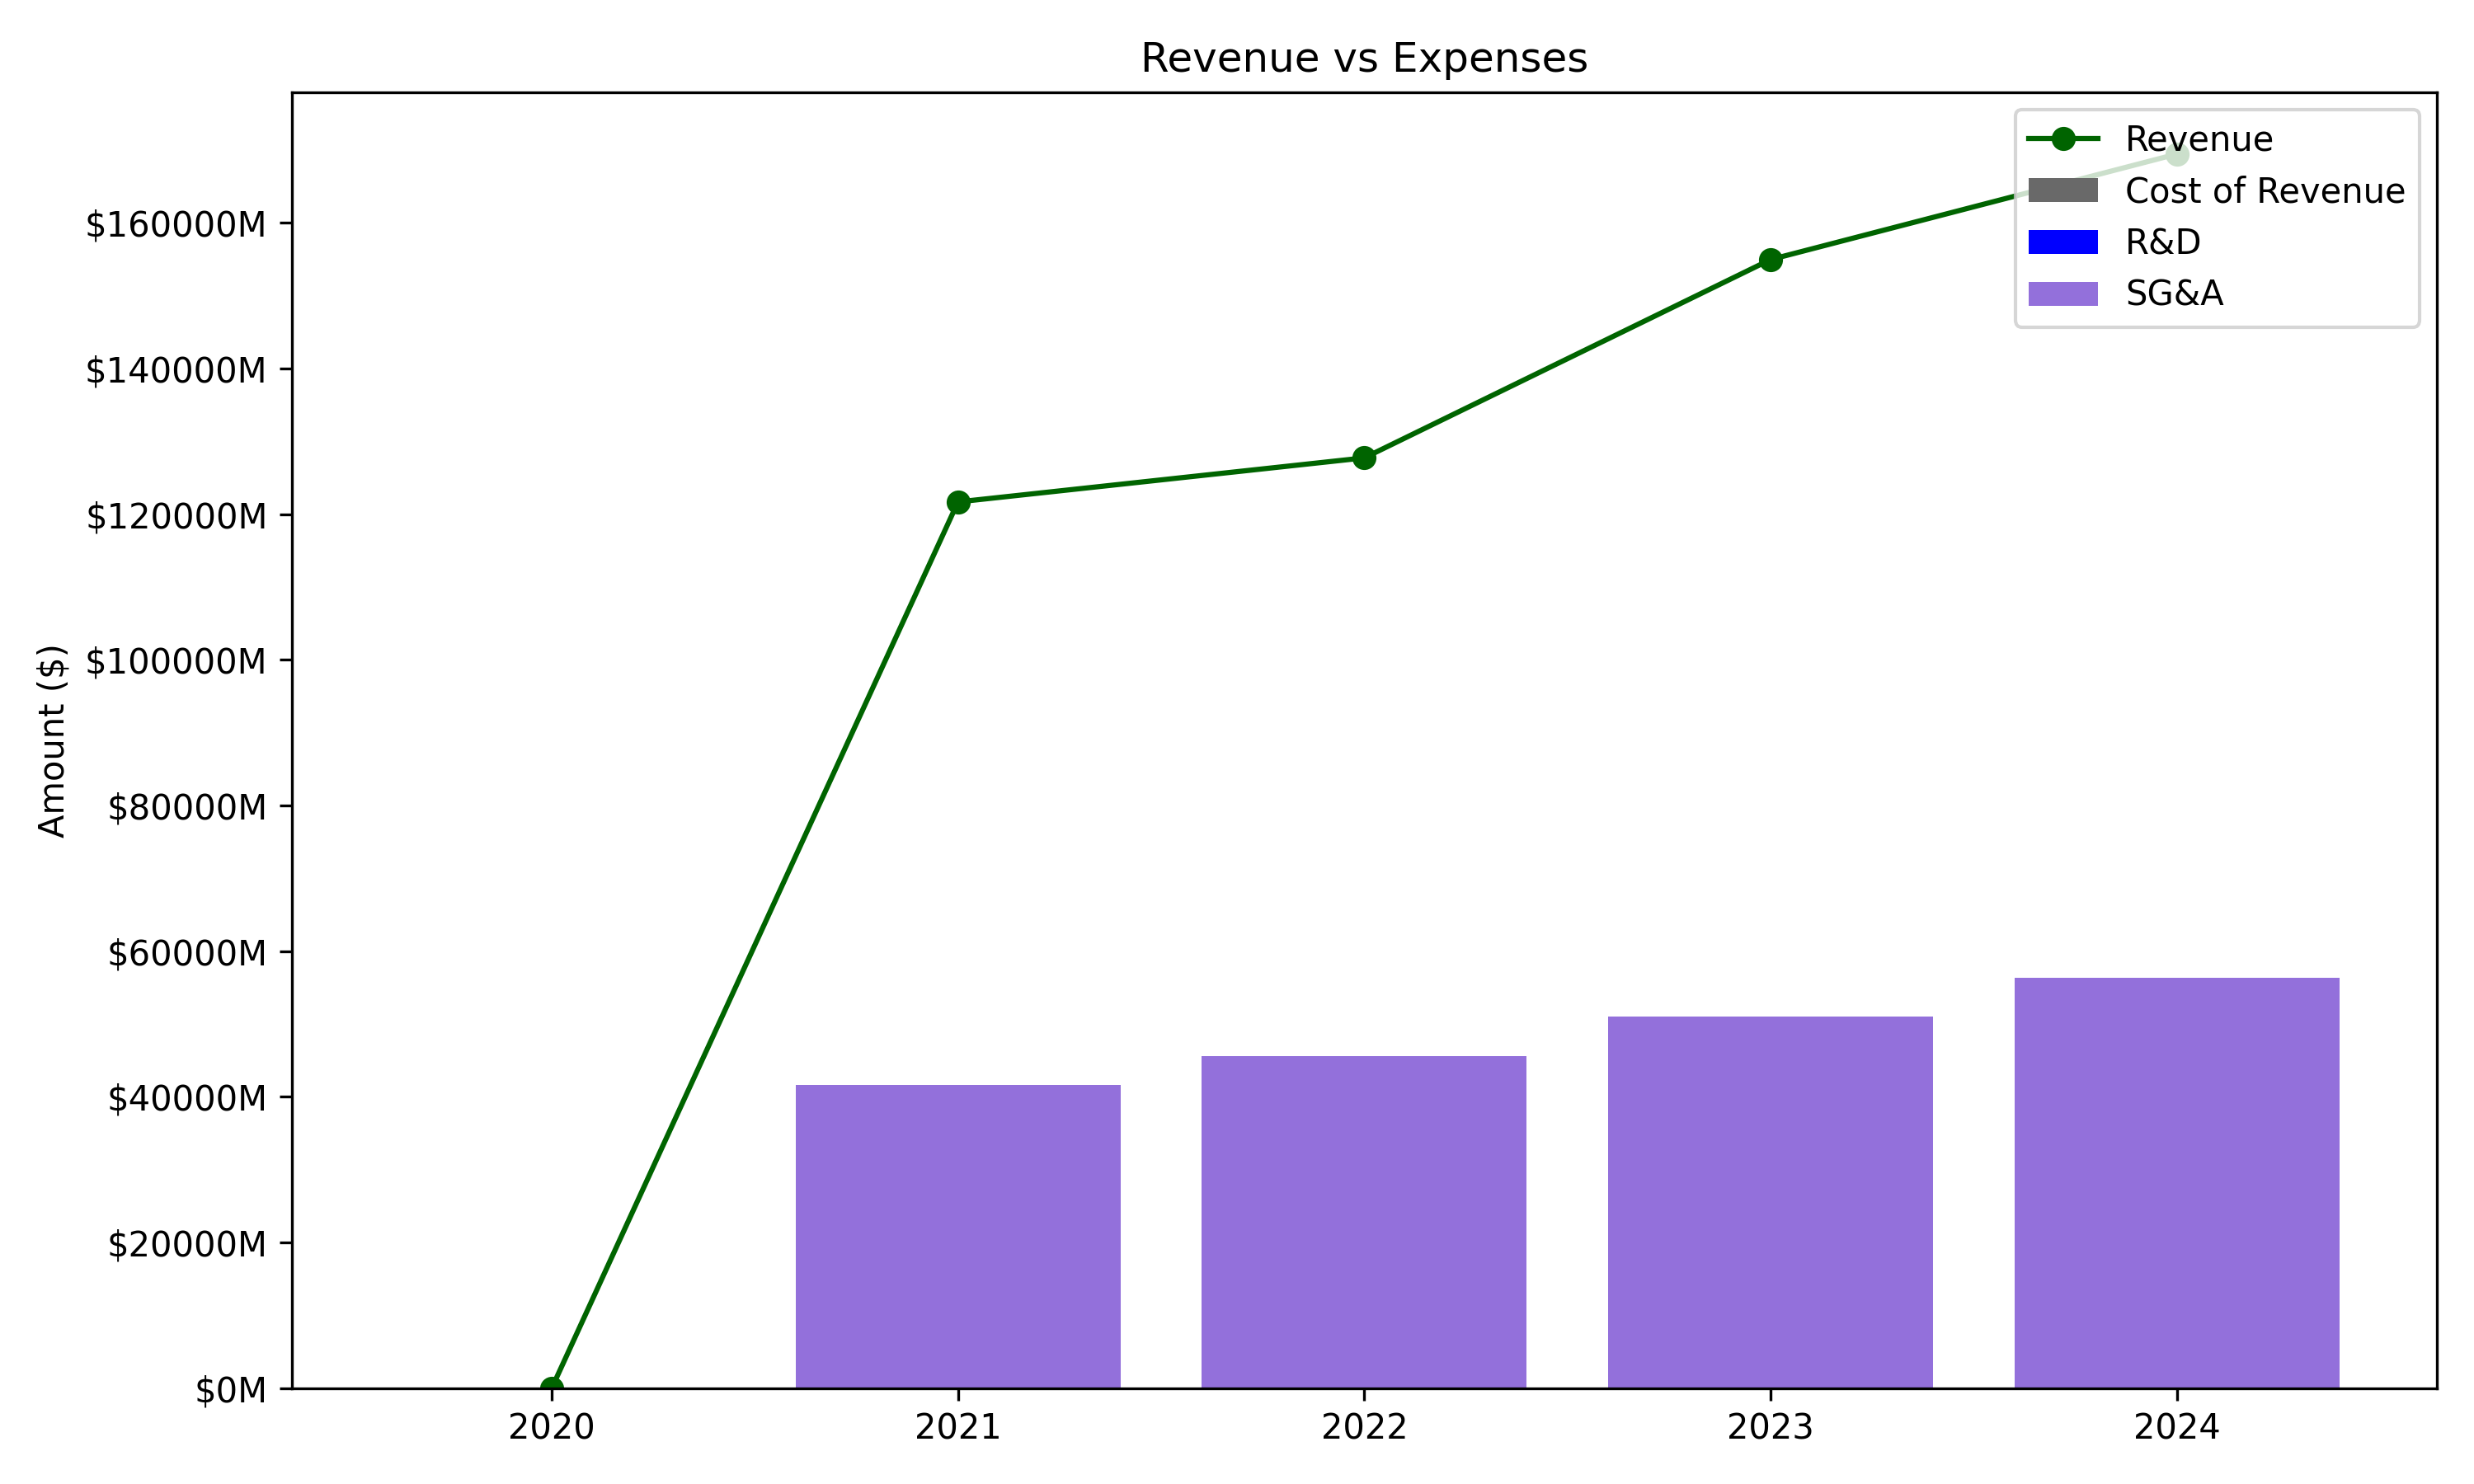 Revenue vs Expenses
Revenue
Cost of Revenue
R&D
SG&A
Amount ($)
$160000M
$140000M
$120000M
$100000M
$80000M
$60000M
$40000M
$20000M
$0M
2020 2021 2022 2023 2024